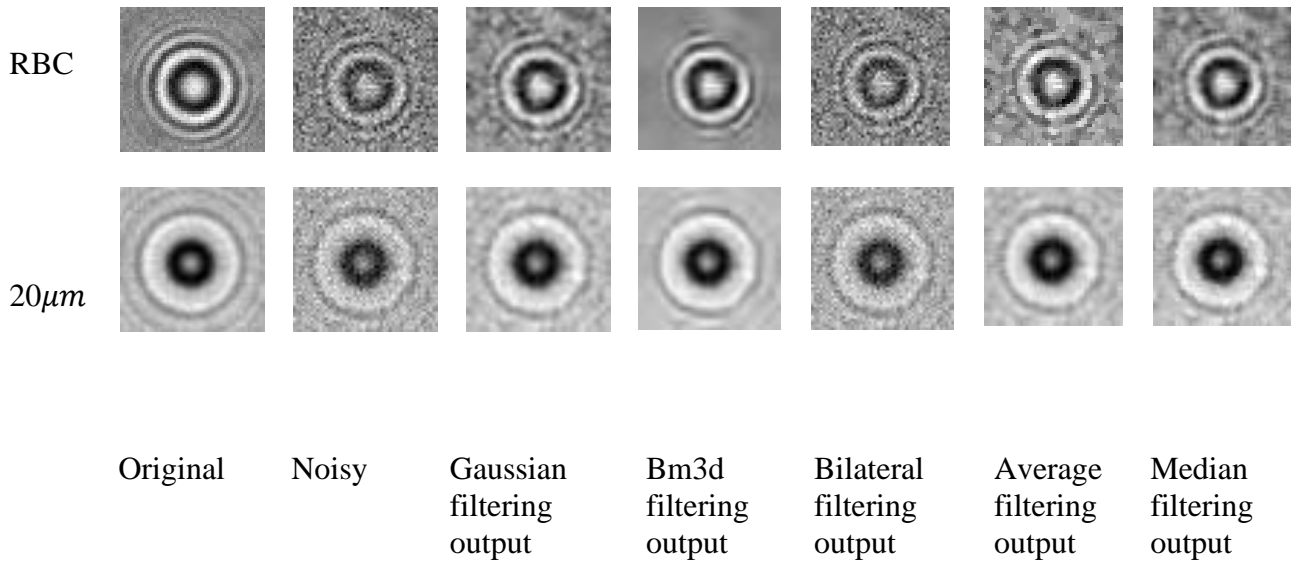 RBC
20μm
Original
Noisy
Gaussian
filtering
output
Bm3d
filtering
output
Bilateral
filtering
output
Average
filtering
output
Median
filtering
output